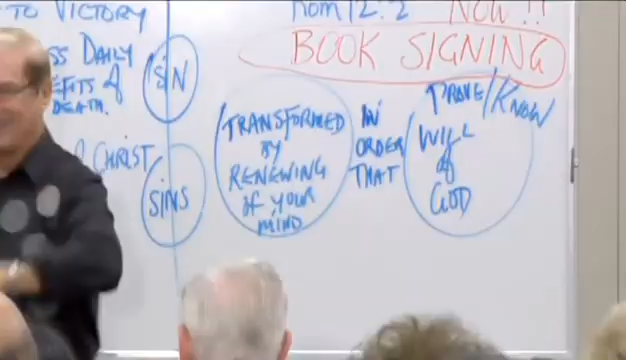 TO VICTORY
DAILY
OF
DEATH.
CHRIST
SIN
SINS
Rom 12:2 NOW!!
BOOK SIGNING
TRANSFORMED
BY
RENEWING
OF YOUR
MIND
IN
ORDER
THAT
PROVE/KNOW
WILL
of
GOD